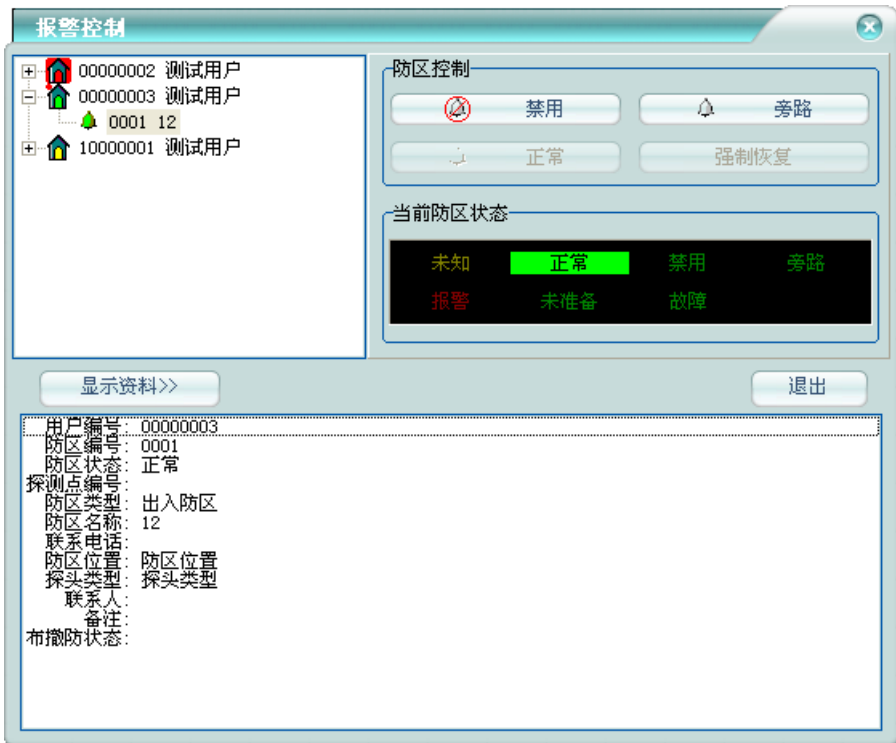 报警控制
00000002 测试用户
00000003 测试用户
0001 12
10000001 测试用户
防区控制
禁用
旁路
正常
强制恢复
当前防区状态
未知 正常 禁用 旁路
报警 未准备 故障
显示资料>>
退出
用户编号: 00000003
防区编号: 0001
防区状态: 正常
探测点编号:
防区类型: 出入防区
防区名称: 12
联系电话:
防区位置: 防区位置
探头类型: 探头类型
联系人:
备注:
布撤防状态: